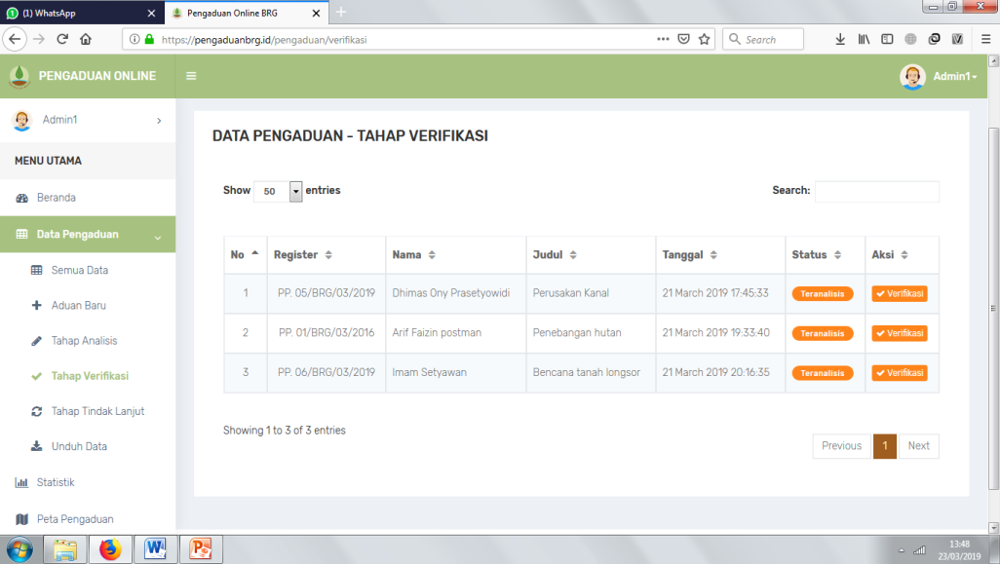 (1) WhatsApp
Pengaduan Online BRG
https://pengaduanbrg.id/pengaduan/verifikasi
Search
PENGADUAN ONLINE
Admin1
Admin1
MENU UTAMA
Beranda
Data Pengaduan
Semua Data
Aduan Baru
Tahap Analisis
Tahap Verifikasi
Tahap Tindak Lanjut
Unduh Data
Statistik
Peta Pengaduan
DATA PENGADUAN - TAHAP VERIFIKASI
Show 50 entries
Search:
No Register Nama Judul Tanggal Status Aksi
1 PP. 05/BRG/03/2019 Dhimas Ony Prasetyowidi Perusakan Kanal 21 March 2019 17:45:33 Teranalisis Verifikasi
2 PP. 01/BRG/03/2016 Arif Faizin postman Penebangan hutan 21 March 2019 19:33:40 Teranalisis Verifikasi
3 PP. 06/BRG/03/2019 Imam Setyawan Bencana tanah longsor 21 March 2019 20:16:35 Teranalisis Verifikasi
Showing 1 to 3 of 3 entries
Previous 1 Next
13:48
23/03/2019